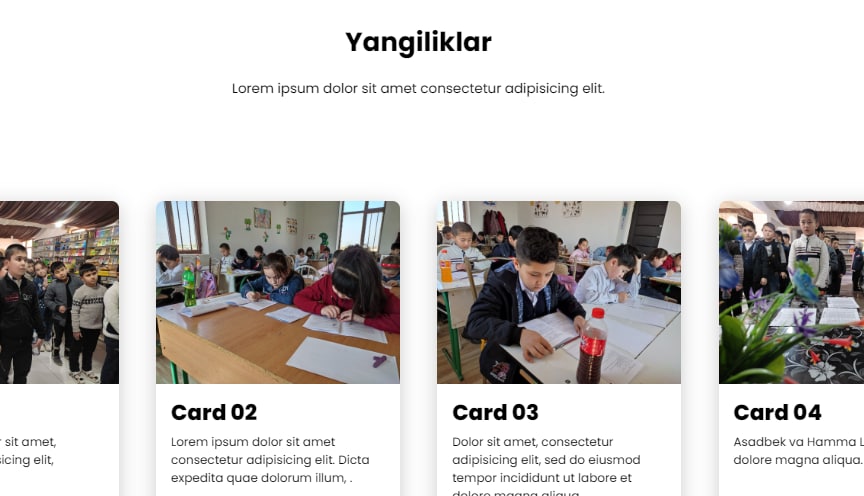 Yangiliklar
Lorem ipsum dolor sit amet consectetur adipisicing elit.
sit amet,
sicing elit,
Card 02
Lorem ipsum dolor sit amet
consectetur adipisicing elit. Dicta
expedita quae dolorum illum, .
Card 03
Dolor sit amet, consectetur
adipisicing elit, sed do eiusmod
tempor incididunt ut labore et
dolore magna aliqua
Card 04
Asadbek va Hamma L
dolore magna aliqua.